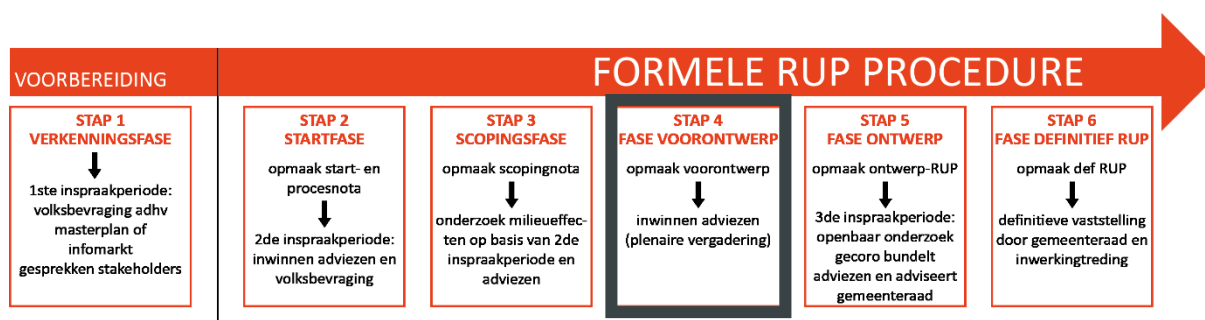 VOORBEREIDING
FORMELE RUP PROCEDURE
STAP 1
VERKENNINGSFASE
1ste inspraakperiode:
volksbevraging adhv
masterplan of
infomarkt
gesprekken stakeholders
STAP 2
STARTFASE
opmaak start- en
procesnota
2de inspraakperiode:
inwinnen adviezen en
volksbevraging
STAP 3
SCOPINGSFASE
opmaak scopingnota
onderzoek milieueffec-
ten op basis van 2de
inspraakperiode en
adviezen
STAP 4
FASE VOORONTWERP
opmaak voorontwerp
inwinnen adviezen
(plenaire vergadering)
STAP 5
FASE ONTWERP
opmaak ontwerp-RUP
3de inspraakperiode:
openbaar onderzoek
gecoro bundelt
adviezen en adviseert
gemeenteraad
STAP 6
FASE DEFINITIEF RUP
opmaak def RUP
definitieve vaststelling
door gemeenteraad en
inwerkingtreding